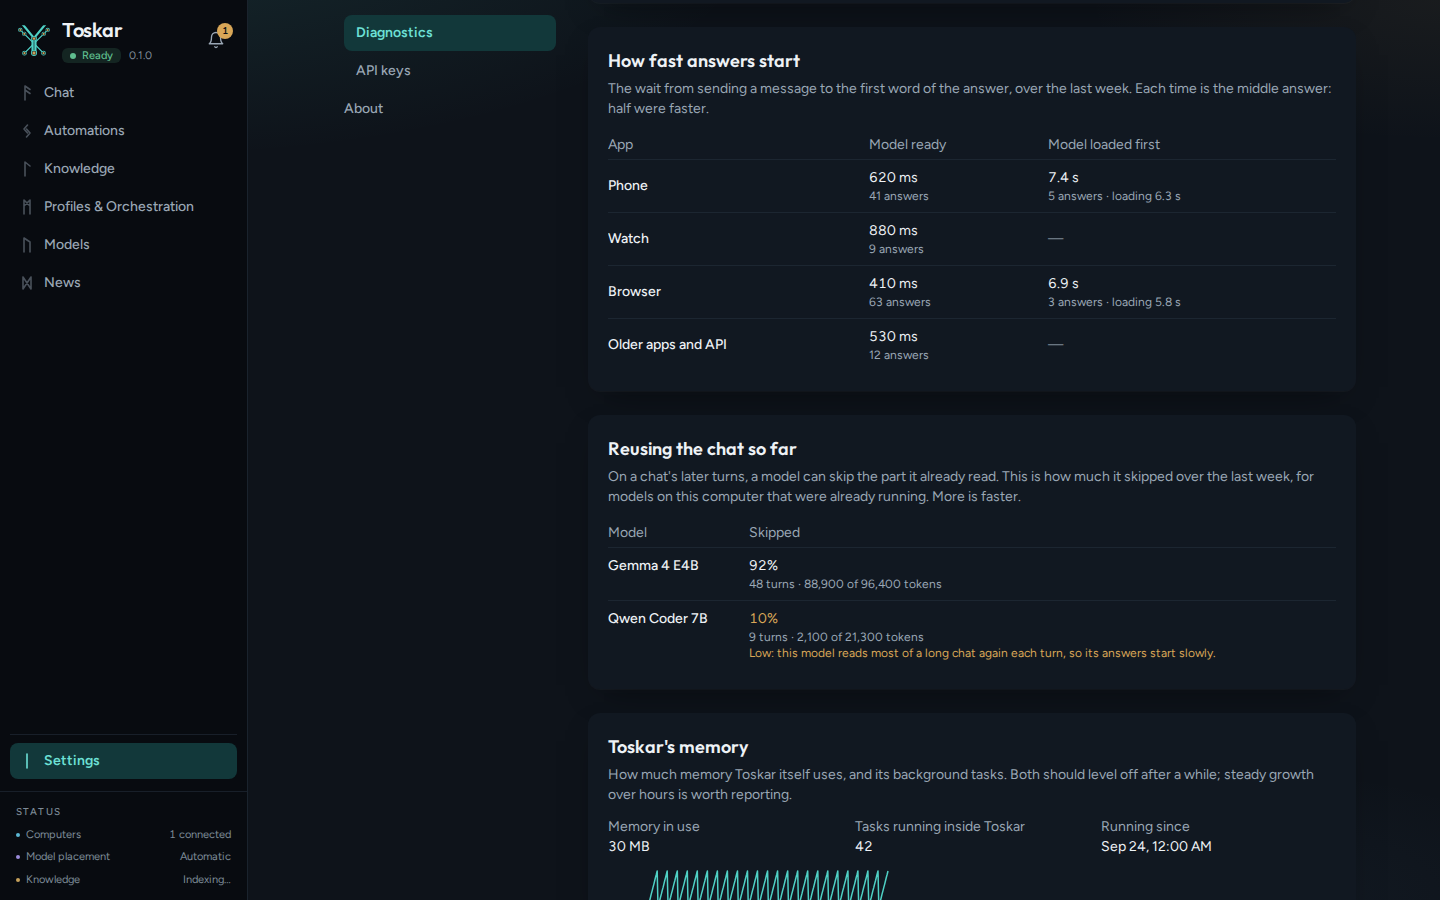 Toskar
Ready 0.1.0
1
Chat
Automations
Knowledge
Profiles & Orchestration
Models
News
Settings
STATUS
Computers 1 connected
Model placement Automatic
Knowledge Indexing...
Diagnostics
API keys
About
How fast answers start
The wait from sending a message to the first word of the answer, over the last week. Each time is the middle answer:
half were faster.
App Model ready Model loaded first
Phone 620 ms 7.4 s
41 answers 5 answers · loading 6.3 s
Watch 880 ms —
9 answers
Browser 410 ms 6.9 s
63 answers 3 answers · loading 5.8 s
Older apps and API 530 ms —
12 answers
Reusing the chat so far
On a chat's later turns, a model can skip the part it already read. This is how much it skipped over the last week, for
models on this computer that were already running. More is faster.
Model Skipped
Gemma 4 E4B 92%
48 turns · 88,900 of 96,400 tokens
Qwen Coder 7B 10%
9 turns · 2,100 of 21,300 tokens
Low: this model reads most of a long chat again each turn, so its answers start slowly.
Toskar's memory
How much memory Toskar itself uses, and its background tasks. Both should level off after a while; steady growth
over hours is worth reporting.
Memory in use Tasks running inside Toskar Running since
30 MB 42 Sep 24, 12:00 AM